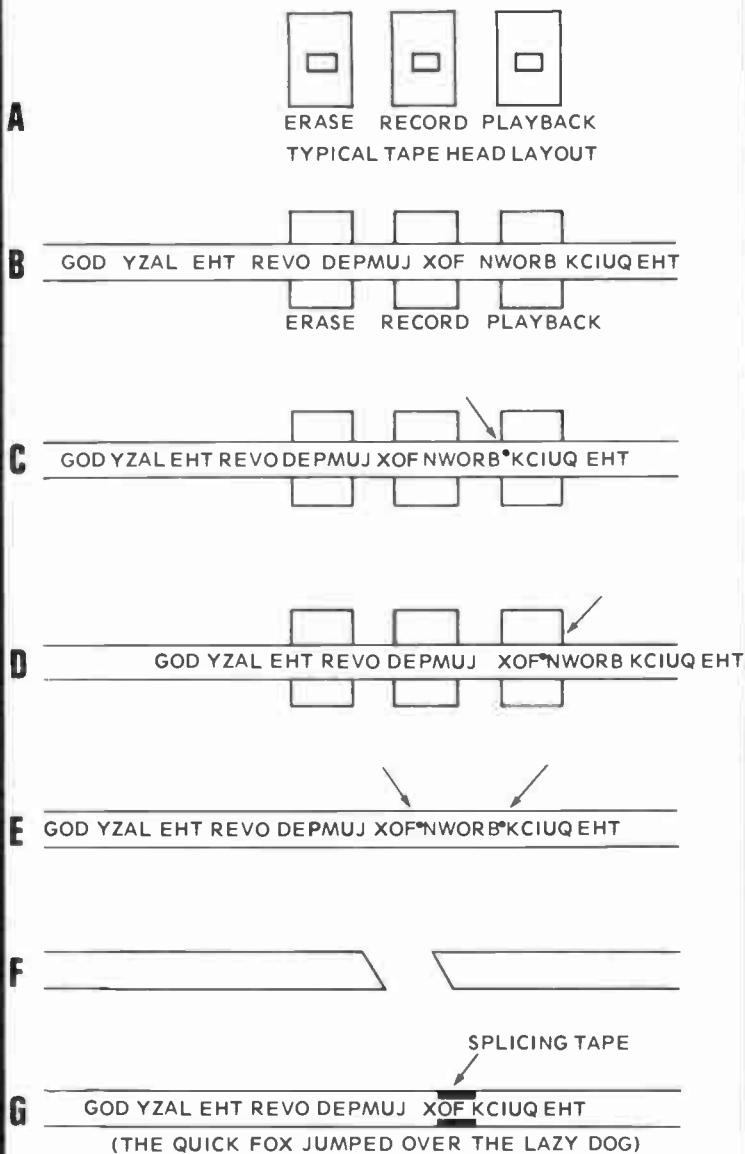 A
ERASE RECORD PLAYBACK
TYPICAL TAPE HEAD LAYOUT
B
GOD YZAL EHT REVO DEPMUJ XOF NWORB KCIUQ EHT
ERASE RECORD PLAYBACK
C
GOD YZAL EHT REVO DEPMUJ XOF NWORB•KCIUQ EHT
D
GOD YZAL EHT REVO DEPMUJ XOF•NWORB KCIUQ EHT
E
GOD YZAL EHT REVO DEPMUJ XOF•NWORB•KCIUQ EHT
F
SPLICING TAPE
G
GOD YZAL EHT REVO DEPMUJ XOF KCIUQ EHT
(THE QUICK FOX JUMPED OVER THE LAZY DOG)